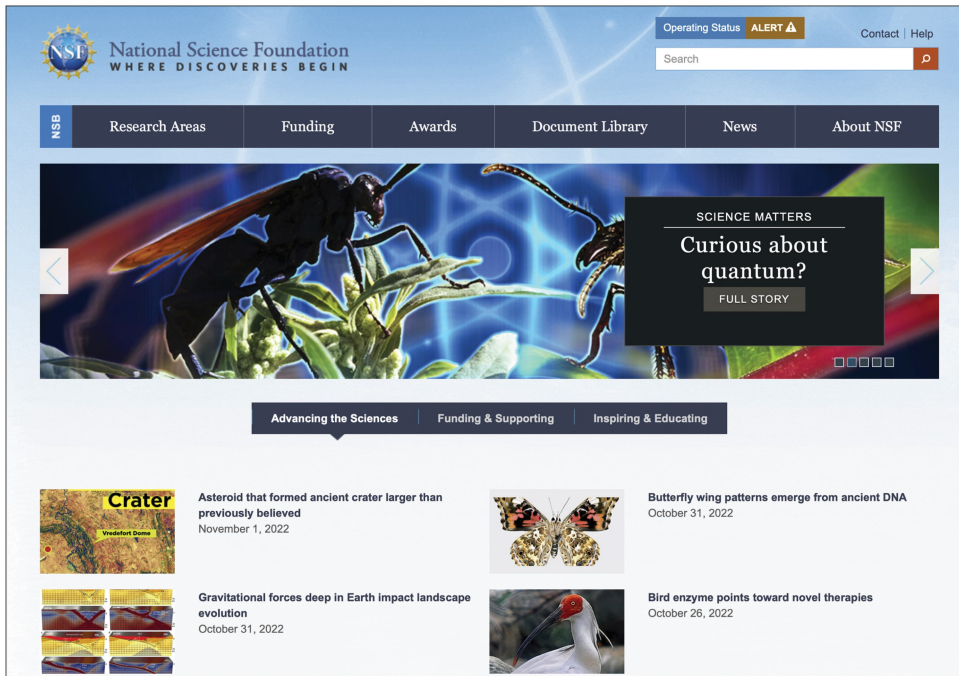 NSF
National Science Foundation
WHERE DISCOVERIES BEGIN
Operating Status ALERT
Contact | Help
Search
NSB
Research Areas
Funding
Awards
Document Library
News
About NSF
SCIENCE MATTERS
Curious about
quantum?
FULL STORY
Advancing the Sciences
Funding & Supporting
Inspiring & Educating
Crater
Vredefort Dome
Asteroid that formed ancient crater larger than
previously believed
November 1, 2022
Butterfly wing patterns emerge from ancient DNA
October 31, 2022
Gravitational forces deep in Earth impact landscape
evolution
October 31, 2022
Bird enzyme points toward novel therapies
October 26, 2022